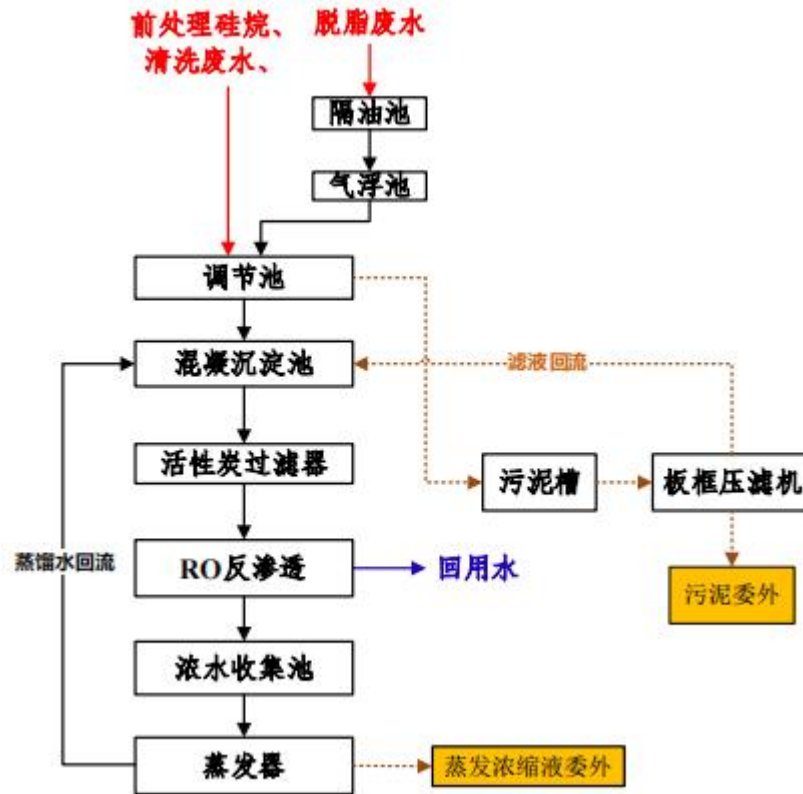 前处理硅烷、
清洗废水、
脱脂废水
隔油池
气浮池
调节池
混凝沉淀池
滤液回流
活性炭过滤器
污泥槽
板框压滤机
蒸馏水回流
RO反渗透
回用水
污泥委外
浓水收集池
蒸发器
蒸发浓缩液委外